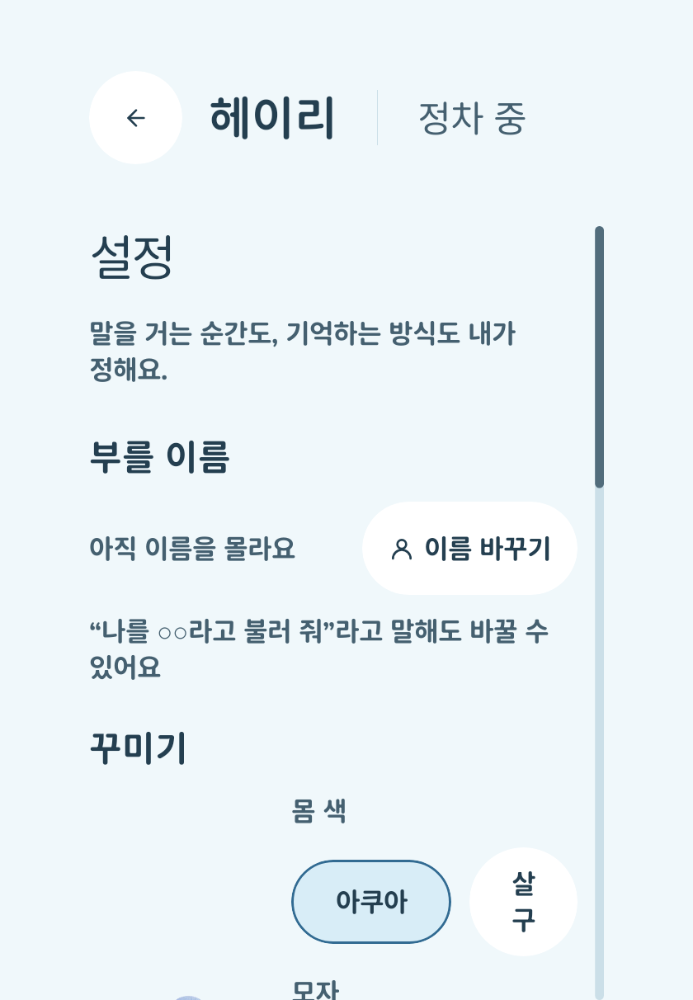 헤이리
정차 중
설정
말을 거는 순간도, 기억하는 방식도 내가
정해요.
부를 이름
아직 이름을 몰라요
이름 바꾸기
“나를 ○○라고 불러 줘”라고 말해도 바꿀 수
있어요
꾸미기
몸 색
아쿠아
살
구
모자